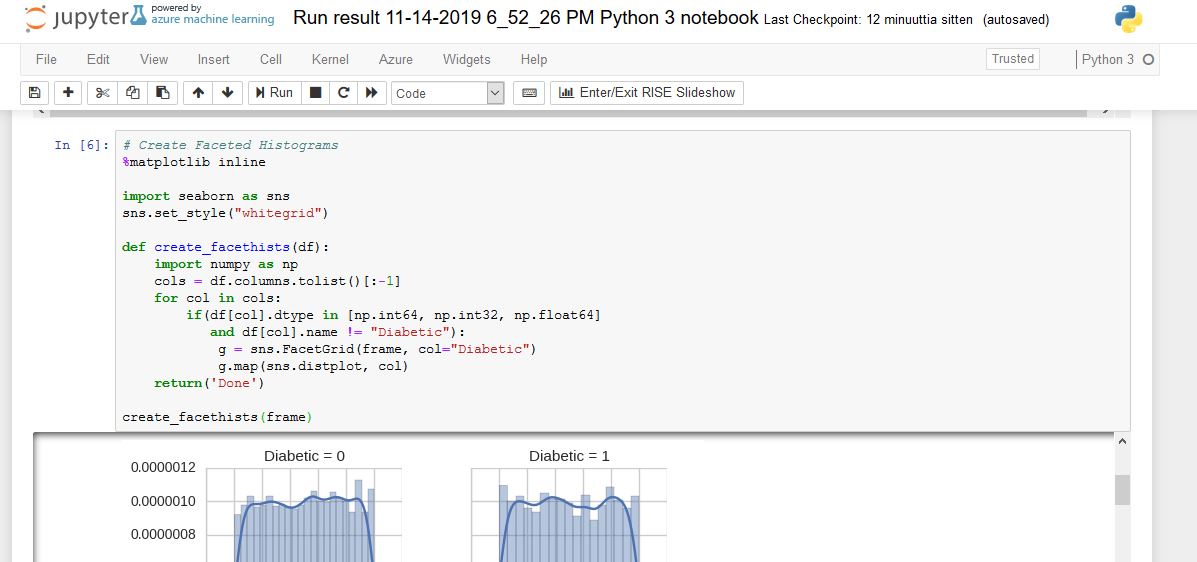 jupyter powered by azure machine learning Run result 11-14-2019 6_52_26 PM Python 3 notebook Last Checkpoint: 12 minuuttia sitten (autosaved)
File Edit View Insert Cell Kernel Azure Widgets Help Trusted Python 3
Run Code Enter/Exit RISE Slideshow
In [6]: # Create Faceted Histograms
%matplotlib inline
import seaborn as sns
sns.set_style("whitegrid")
def create_facethists(df):
    import numpy as np
    cols = df.columns.tolist()[:-1]
    for col in cols:
        if(df[col].dtype in [np.int64, np.int32, np.float64]
           and df[col].name != "Diabetic"):
            g = sns.FacetGrid(frame, col="Diabetic")
            g.map(sns.distplot, col)
    return('Done')
create_facethists(frame)
Diabetic = 0 Diabetic = 1
0.0000012
0.0000010
0.0000008